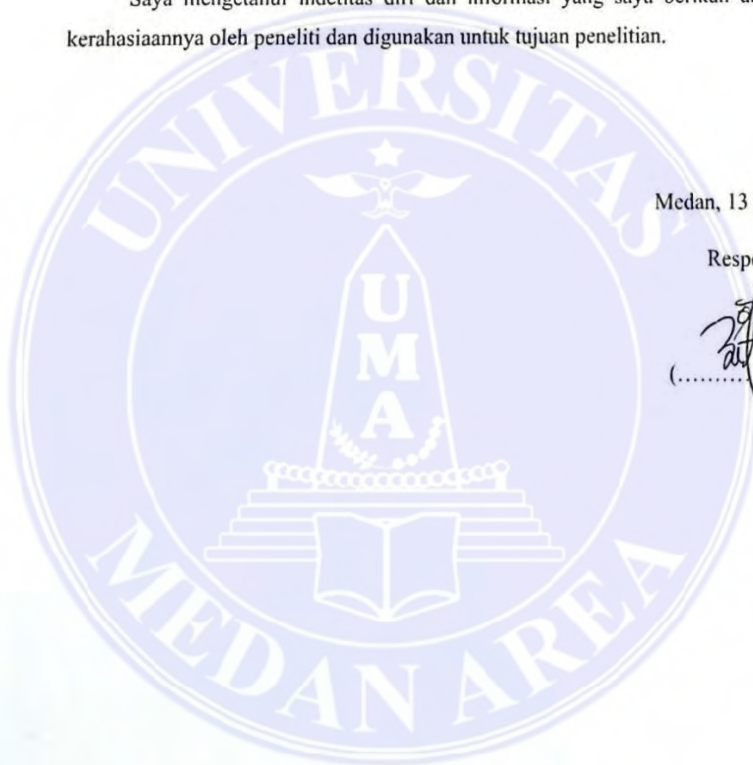 Saya mengetahui indetitas diri dan informasi yang saya berikan
kerahasiaannya oleh peneliti dan digunakan untuk tujuan penelitian.
UNIVERSITAS
Medan, 13
U
M
A
(..........
MEDAN AREA